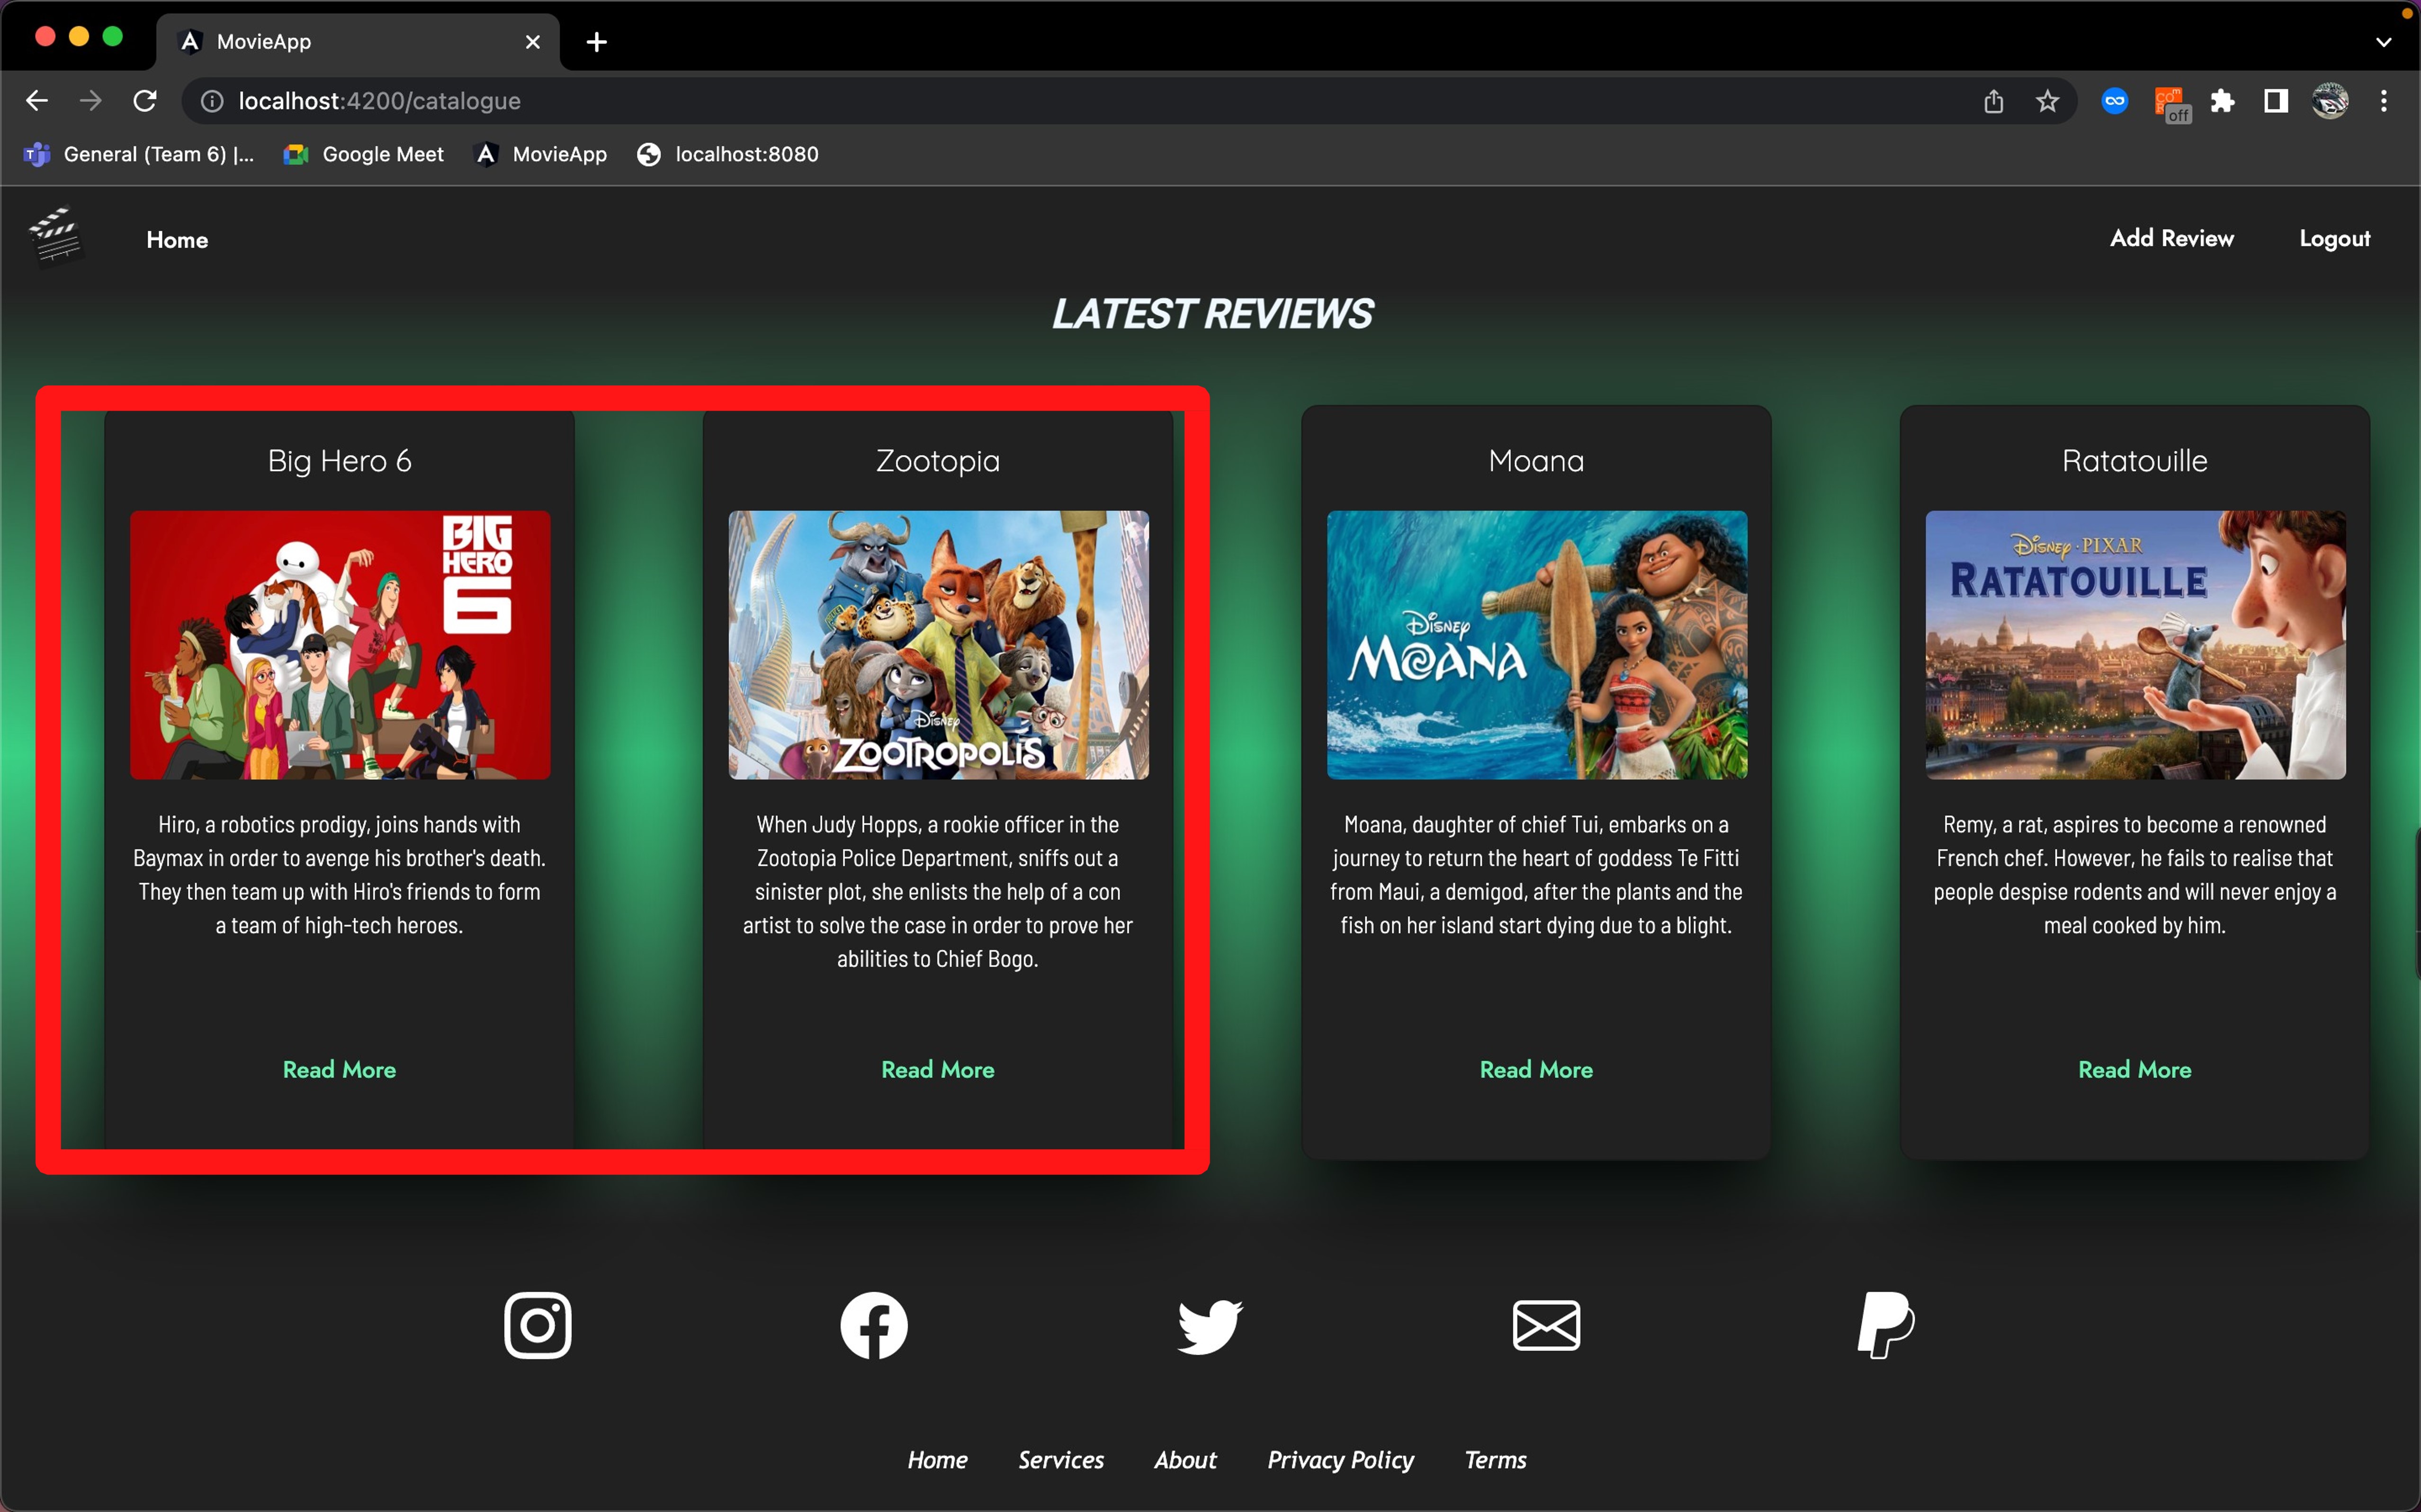 MovieApp
localhost:4200/catalogue
off
General (Team 6) |...
Google Meet
MovieApp
localhost:8080
Home
Add Review
Logout
LATEST REVIEWS
Big Hero 6
BIG
HERO
6
Hiro, a robotics prodigy, joins hands with
Baymax in order to avenge his brother's death.
They then team up with Hiro's friends to form
a team of high-tech heroes.
Read More
Zootopia
Disney
ZOOTROPOLIS
When Judy Hopps, a rookie officer in the
Zootopia Police Department, sniffs out a
sinister plot, she enlists the help of a con
artist to solve the case in order to prove her
abilities to Chief Bogo.
Read More
Moana
Disney
MOANA
Moana, daughter of chief Tui, embarks on a
journey to return the heart of goddess Te Fitti
from Maui, a demigod, after the plants and the
fish on her island start dying due to a blight.
Read More
Ratatouille
Disney · PIXAR
RATATOUILLE
Remy, a rat, aspires to become a renowned
French chef. However, he fails to realise that
people despise rodents and will never enjoy a
meal cooked by him.
Read More
Home
Services
About
Privacy Policy
Terms